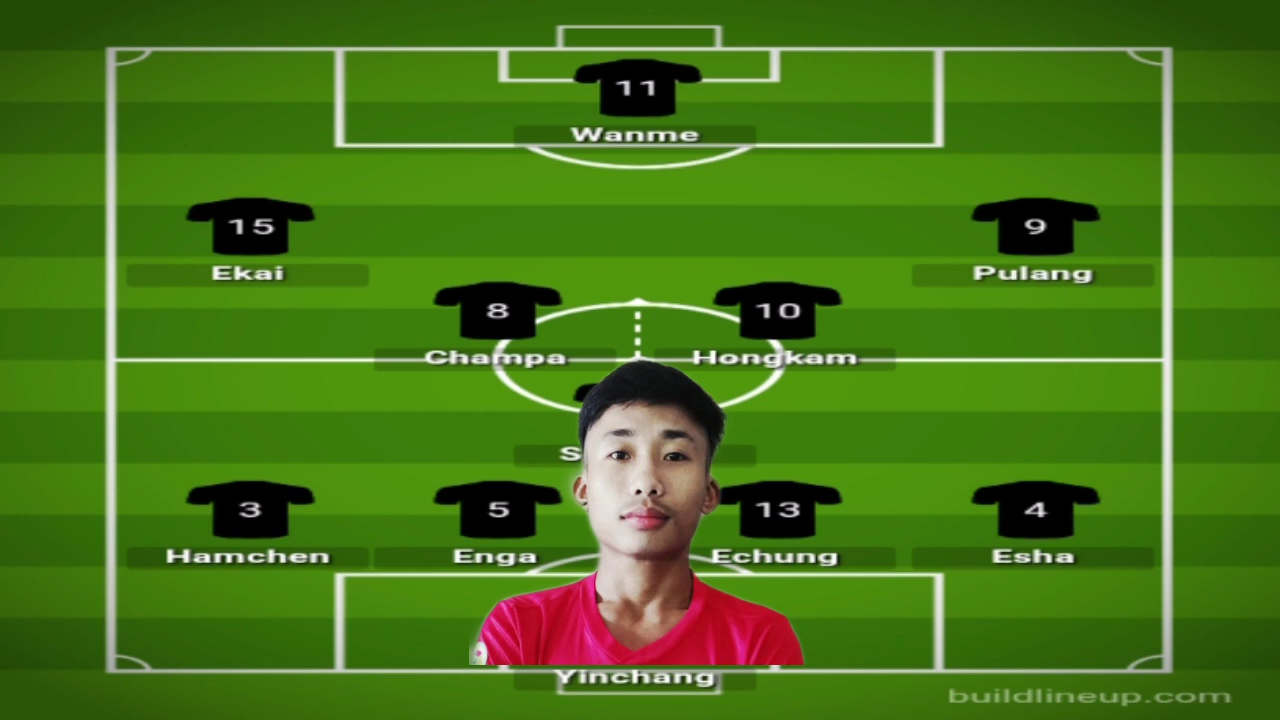 11
Wanme
15
9
Ekai
Pulang
8
10
Champa
Hongkam
3
5
13
4
Hamchen
Enga
Echung
Esha
Yinchang
buildlineup.com